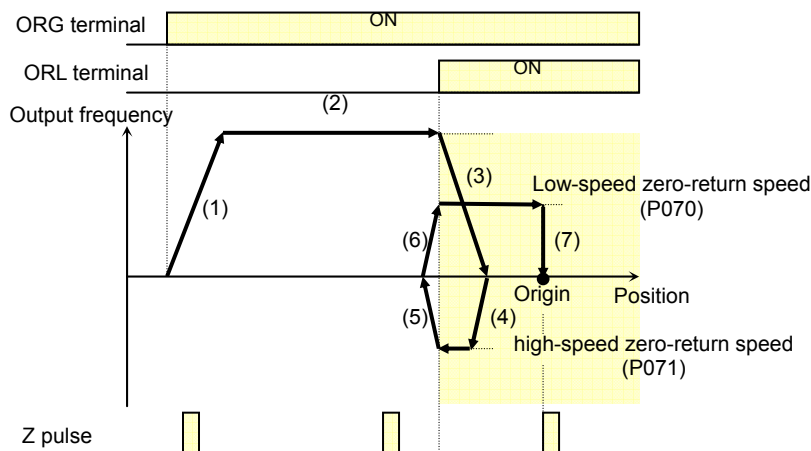 ORG terminal
ON
ORL terminal
ON
Output frequency
(2)
(1)
(3)
Low-speed zero-return speed
(P070)
(6)
(7)
Origin
Position
(5)
(4)
high-speed zero-return speed
(P071)
Z pulse